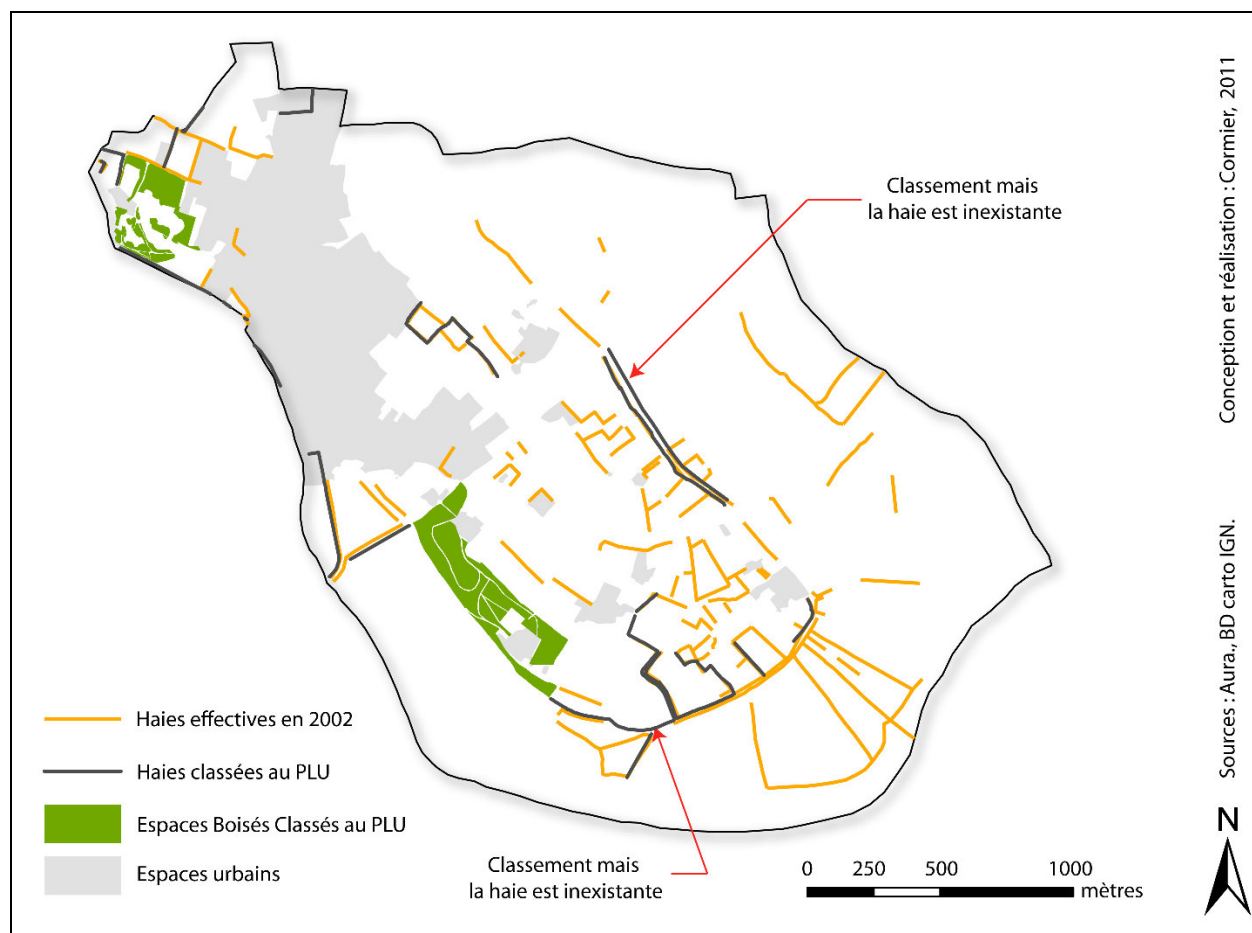 Classement mais
la haie est inexistante
Haies effectives en 2002
Haies classées au PLU
Espaces Boisés Classés au PLU
Espaces urbains
Classement mais
la haie est inexistante
0 250 500 1000
mètres
Conception et réalisation : Cormier, 2011
Sources : Aura,, BD carto IGN.
N